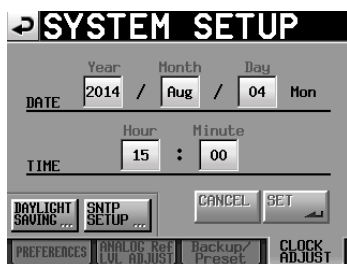 SYSTEM SETUP
Year Month Day
DATE 2014 / Aug / 04 Mon
Hour Minute
TIME 15 : 00
DAYLIGHT SAVING ... SNTP SETUP ... CANCEL SET
PREFERENCES ANALOG Ref LVL ADJUST Backup/ Preset CLOCK ADJUST